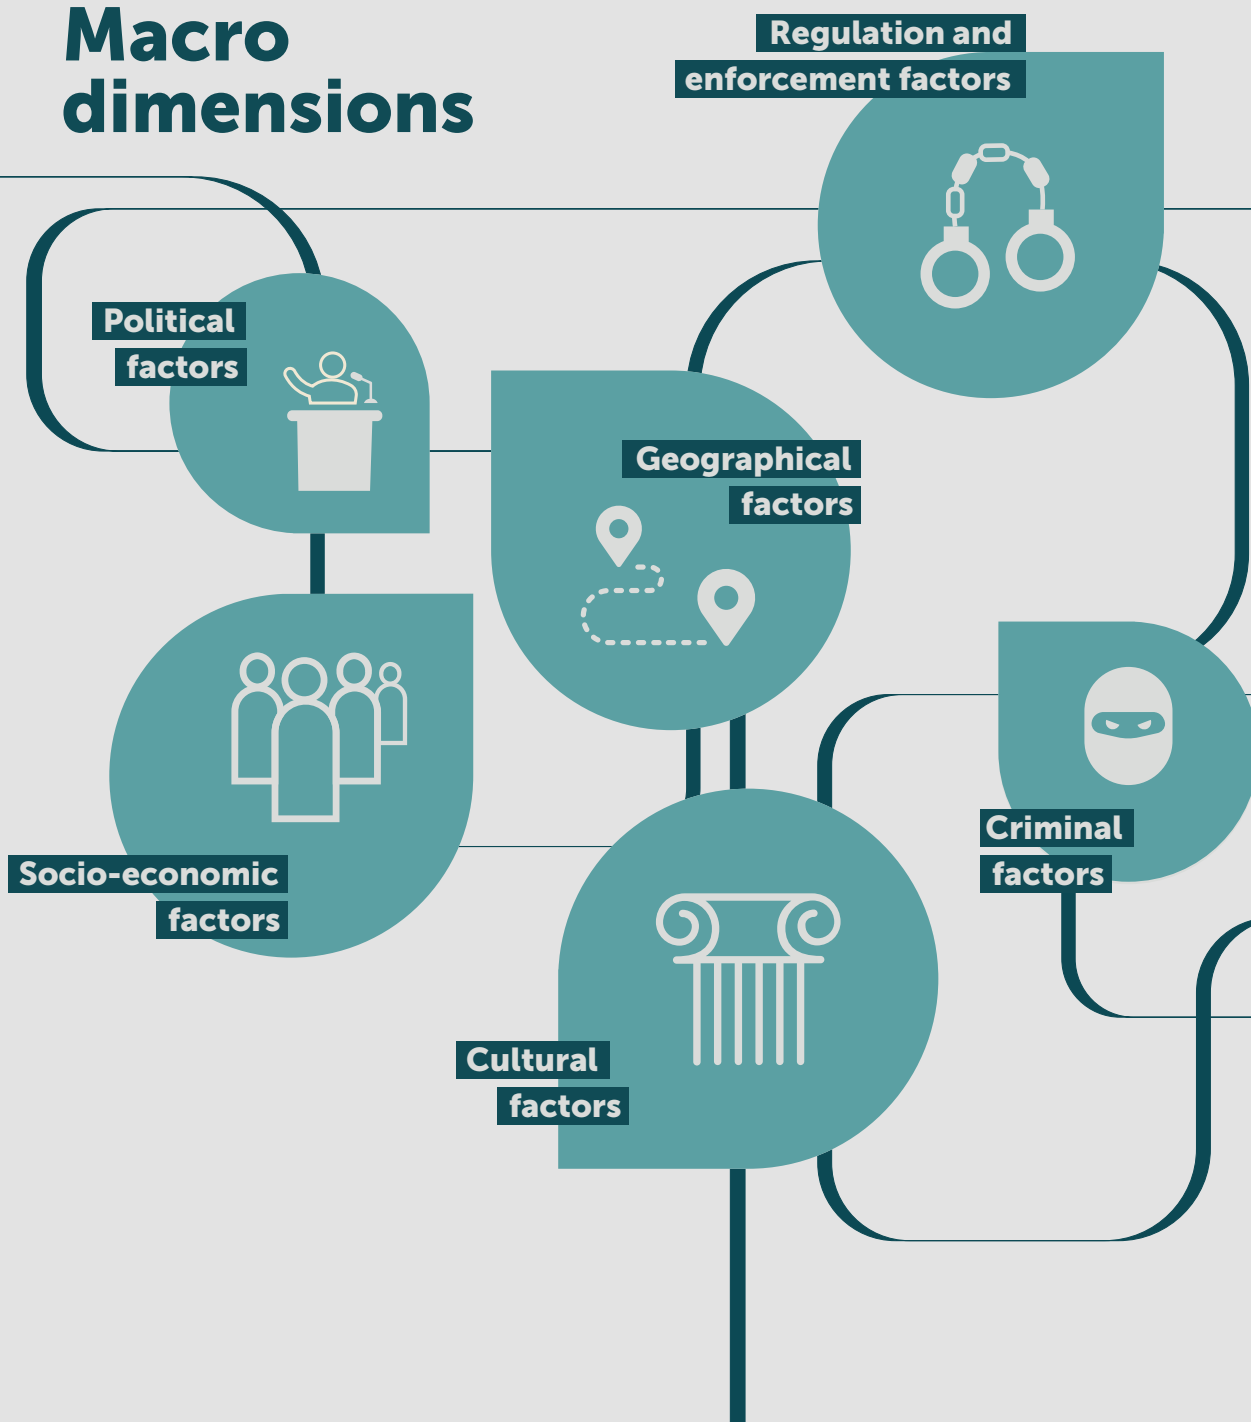 Macro
dimensions
Regulation and
enforcement factors
Political
factors
Geographical
factors
Criminal
factors
Socio-economic
factors
Cultural
factors